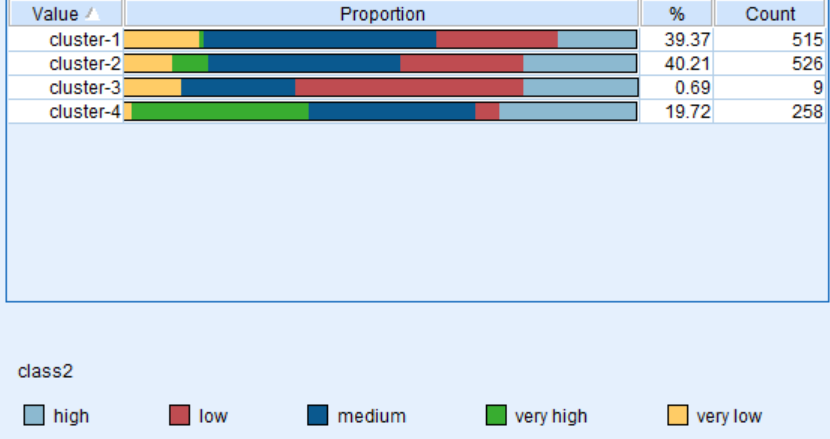 Value Proportion % Count
cluster-1 39.37 515
cluster-2 40.21 526
cluster-3 0.69 9
cluster-4 19.72 258
class2
high low medium very high very low